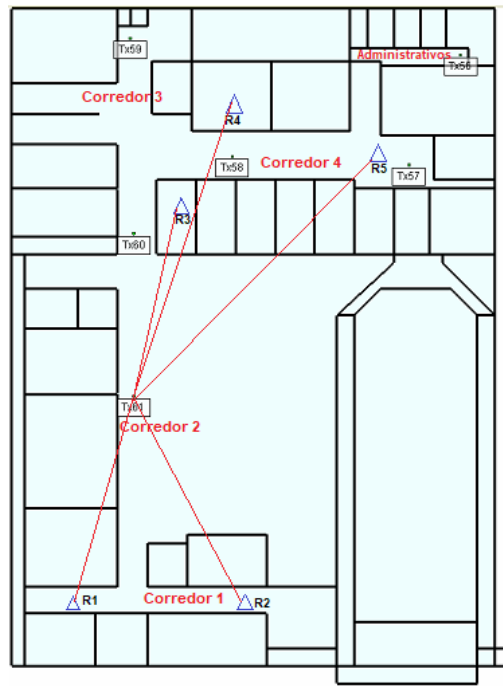 Tx59
Administrativos
Tx56
Corredor 3
R4
Corredor 4
R5
Tx58
Tx57
R3
Tx60
Tx61
Corredor 2
R1
Corredor 1
R2